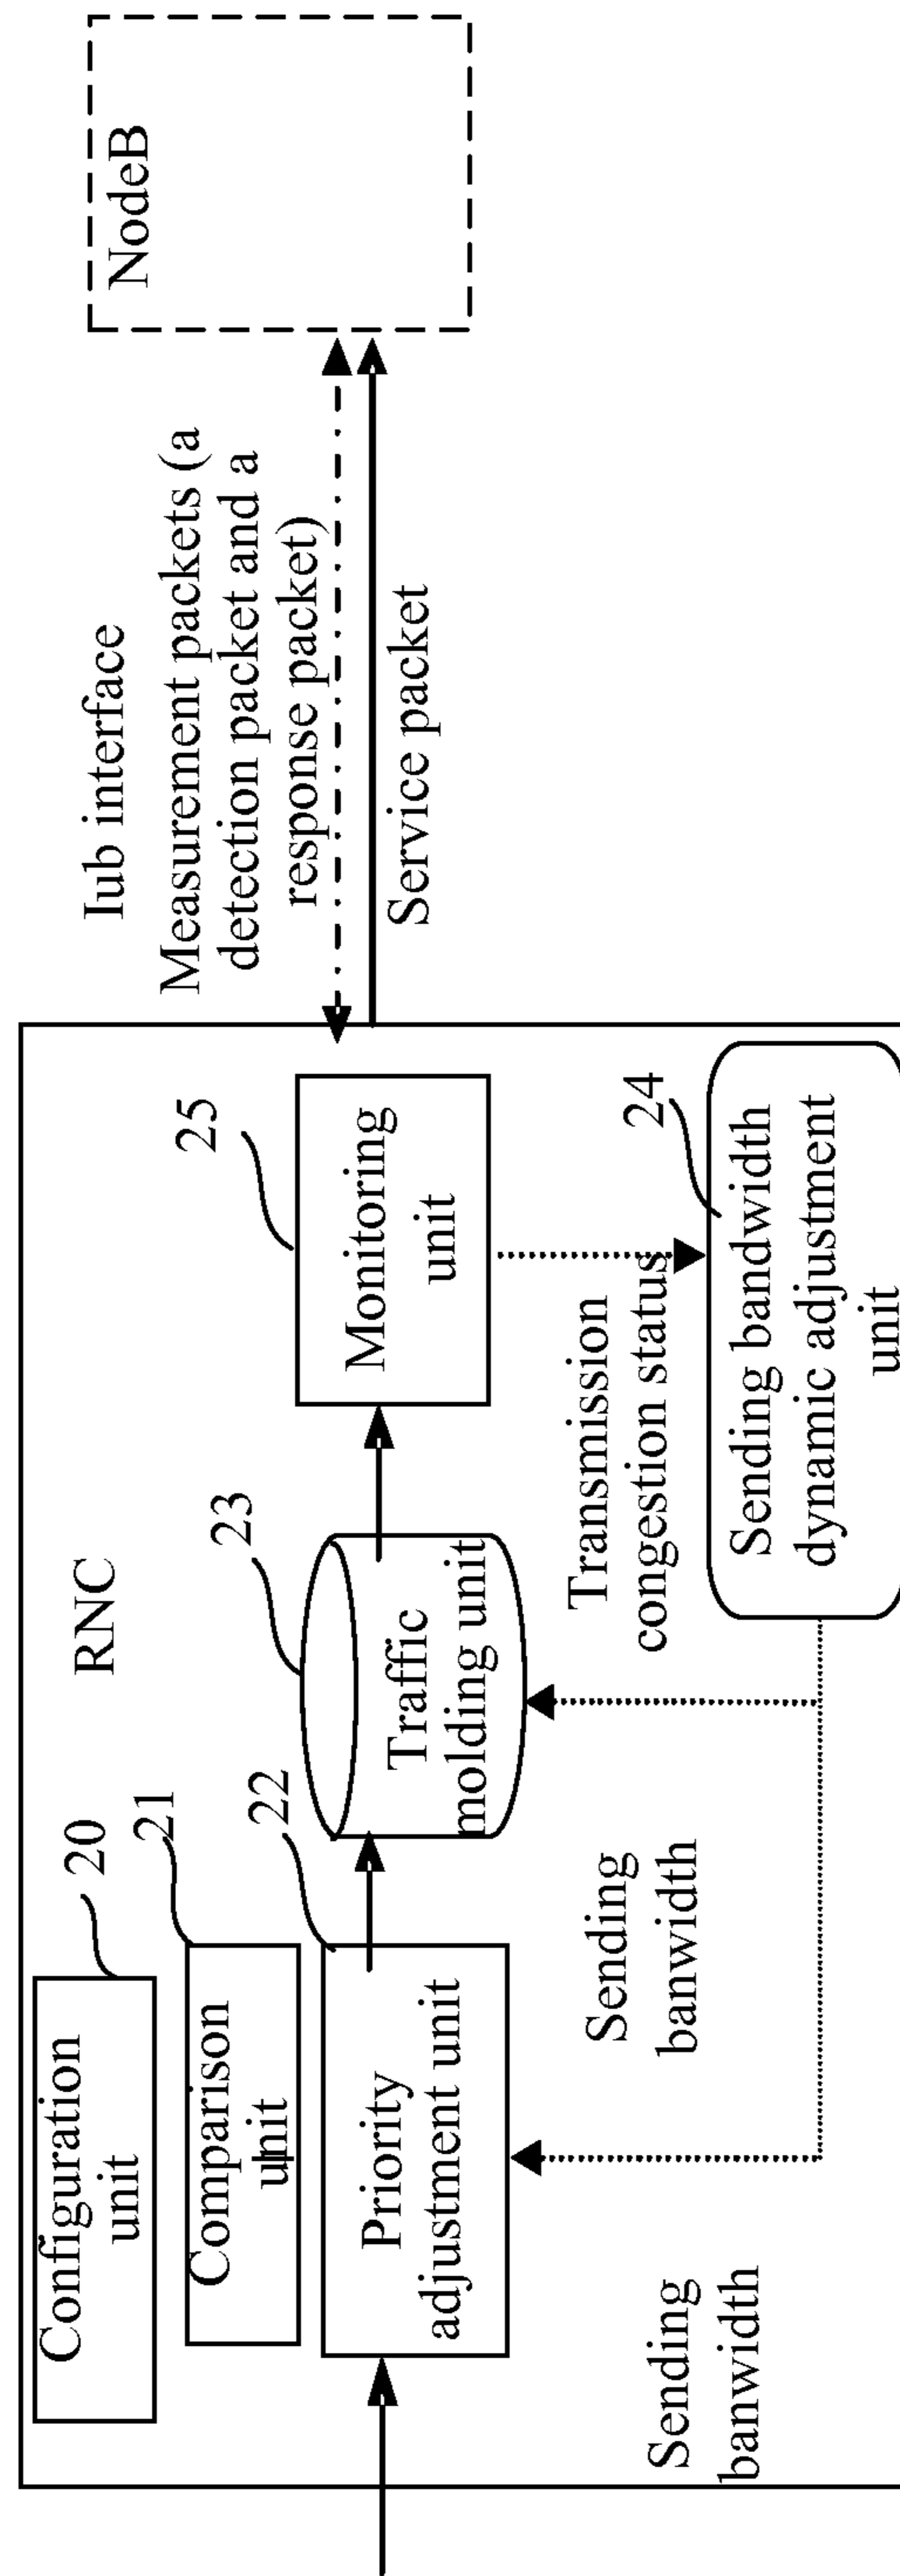 RNC
Configuration
unit
20
Comparison
unit
21
Priority
adjustment unit
22
Traffic
molding unit
23
Monitoring
unit
25
Transmission
congestion status
Sending bandwidth
dynamic adjustment
unit
24
Sending
banwidth
Sending
banwidth
Iub interface
Measurement packets (a
detection packet and a
response packet)
Service packet
NodeB